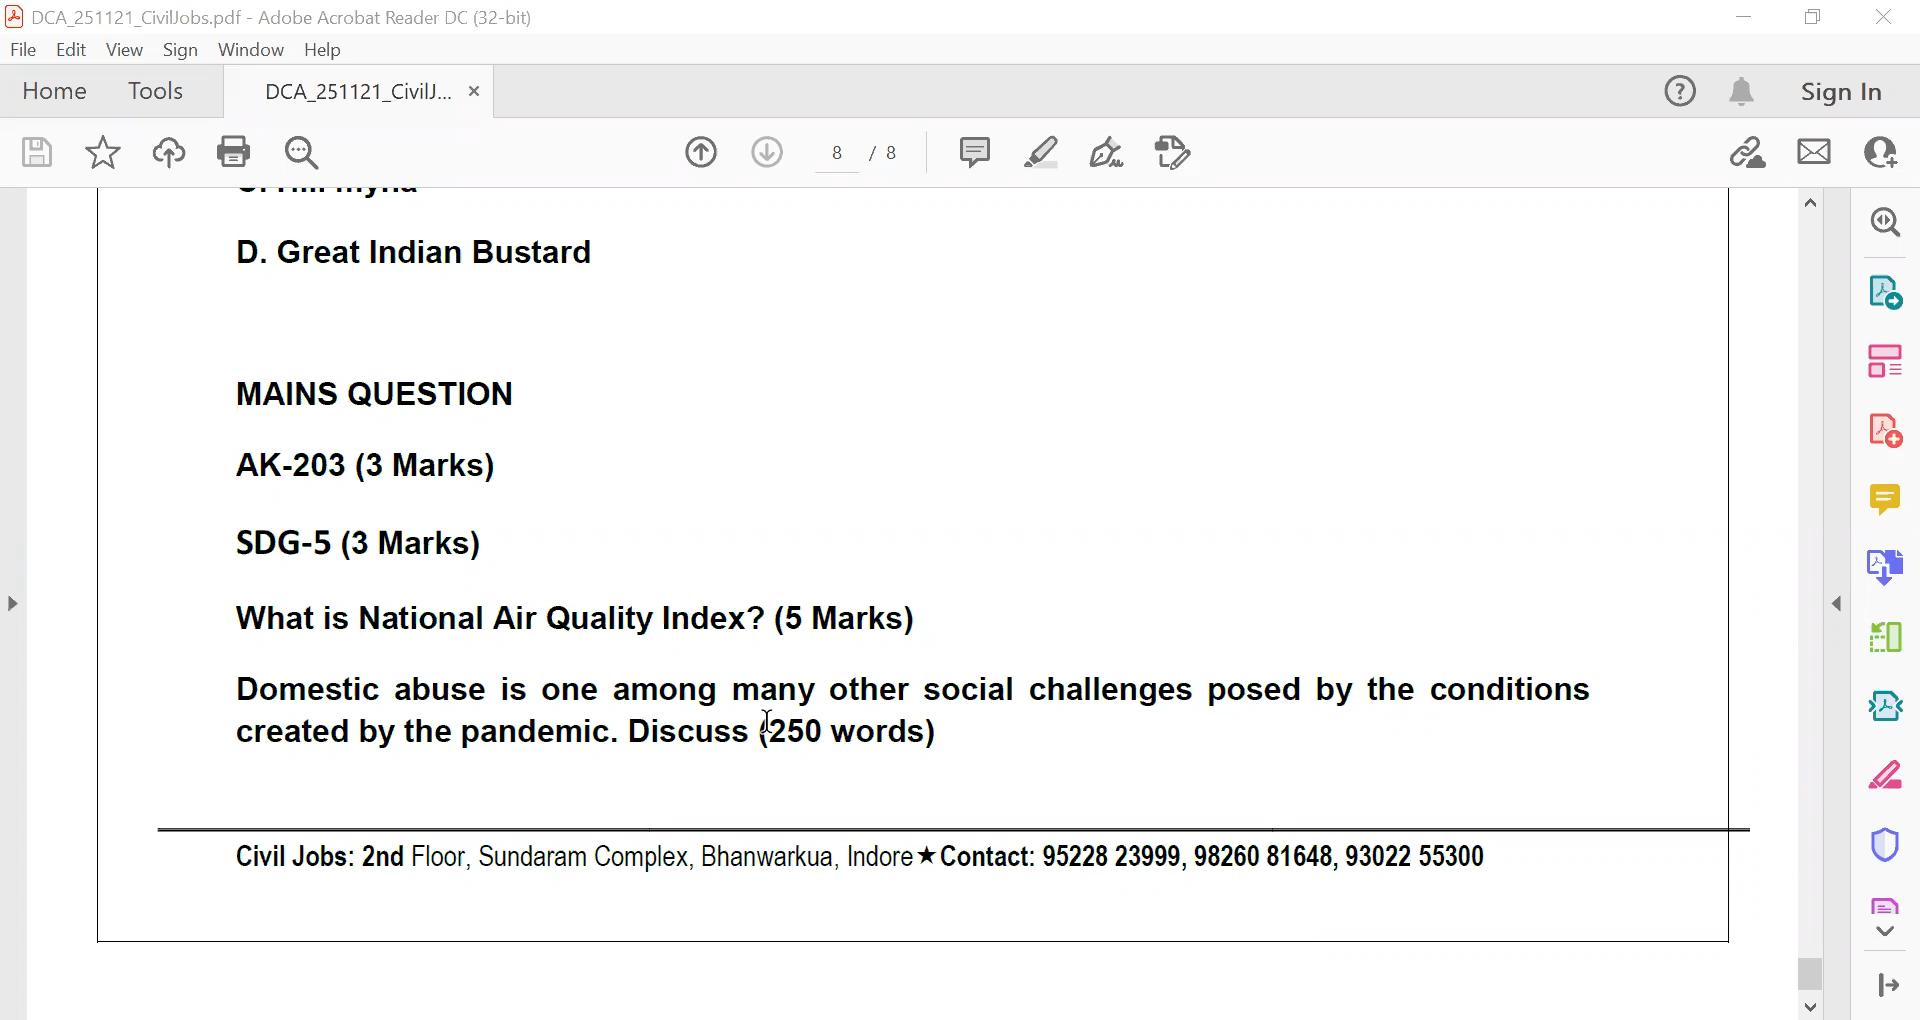 DCA_251121_CivilJobs.pdf - Adobe Acrobat Reader DC (32-bit)
File Edit View Sign Window Help
Home Tools DCA_251121_CivilJ... × Sign In
8 / 8
D. Great Indian Bustard
MAINS QUESTION
AK-203 (3 Marks)
SDG-5 (3 Marks)
What is National Air Quality Index? (5 Marks)
Domestic abuse is one among many other social challenges posed by the conditions
created by the pandemic. Discuss (250 words)
Civil Jobs: 2nd Floor, Sundaram Complex, Bhanwarkua, Indore★Contact: 95228 23999, 98260 81648, 93022 55300